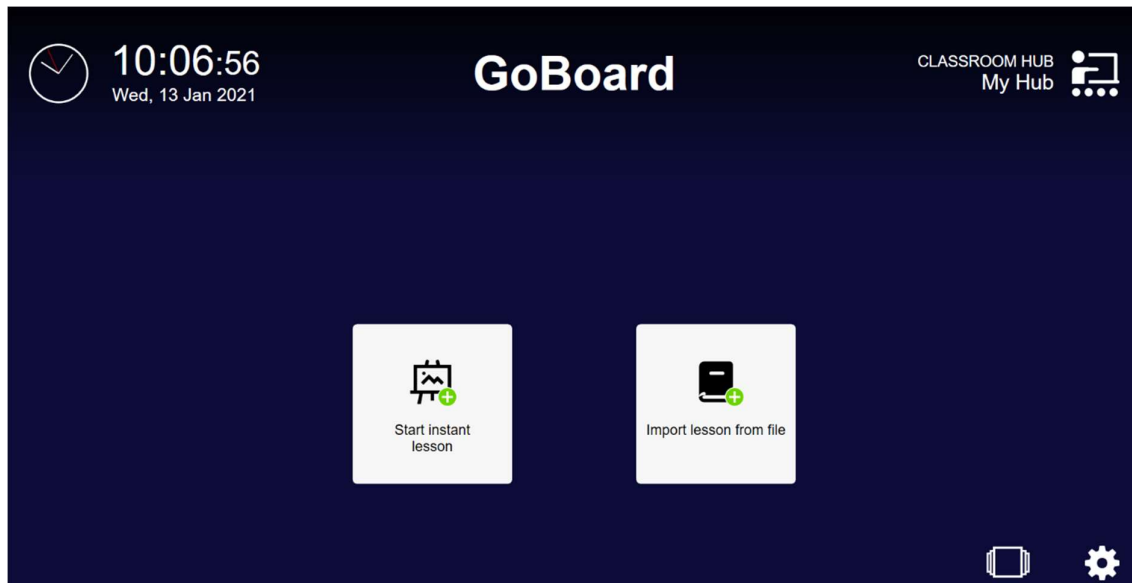 10:06:56
Wed, 13 Jan 2021
GoBoard
CLASSROOM HUB
My Hub
Start instant
lesson
Import lesson from file